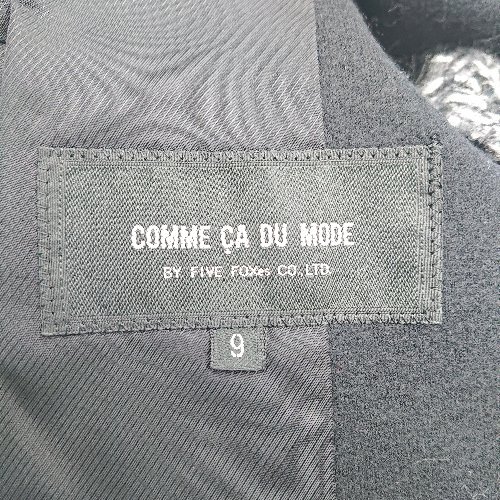 COMME ÇA DU MODE
BY FIVE FOXes CO.,LTD
9